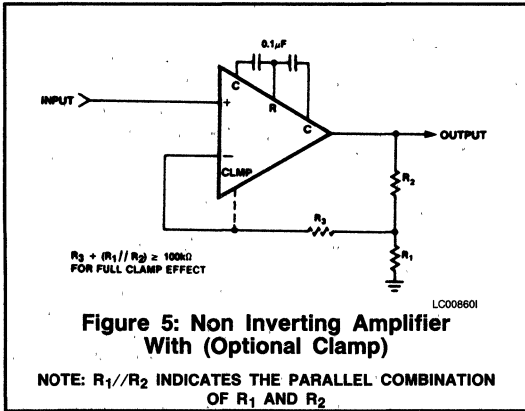 0.1µF
C
R
C
INPUT
+
−
CLMP
OUTPUT
R2
R3
R1
R3 + (R1// R2) ≥ 100kΩ
FOR FULL CLAMP EFFECT
LC00860I
Figure 5: Non Inverting Amplifier
With (Optional Clamp)
NOTE: R1//R2 INDICATES THE PARALLEL COMBINATION
OF R1 AND R2